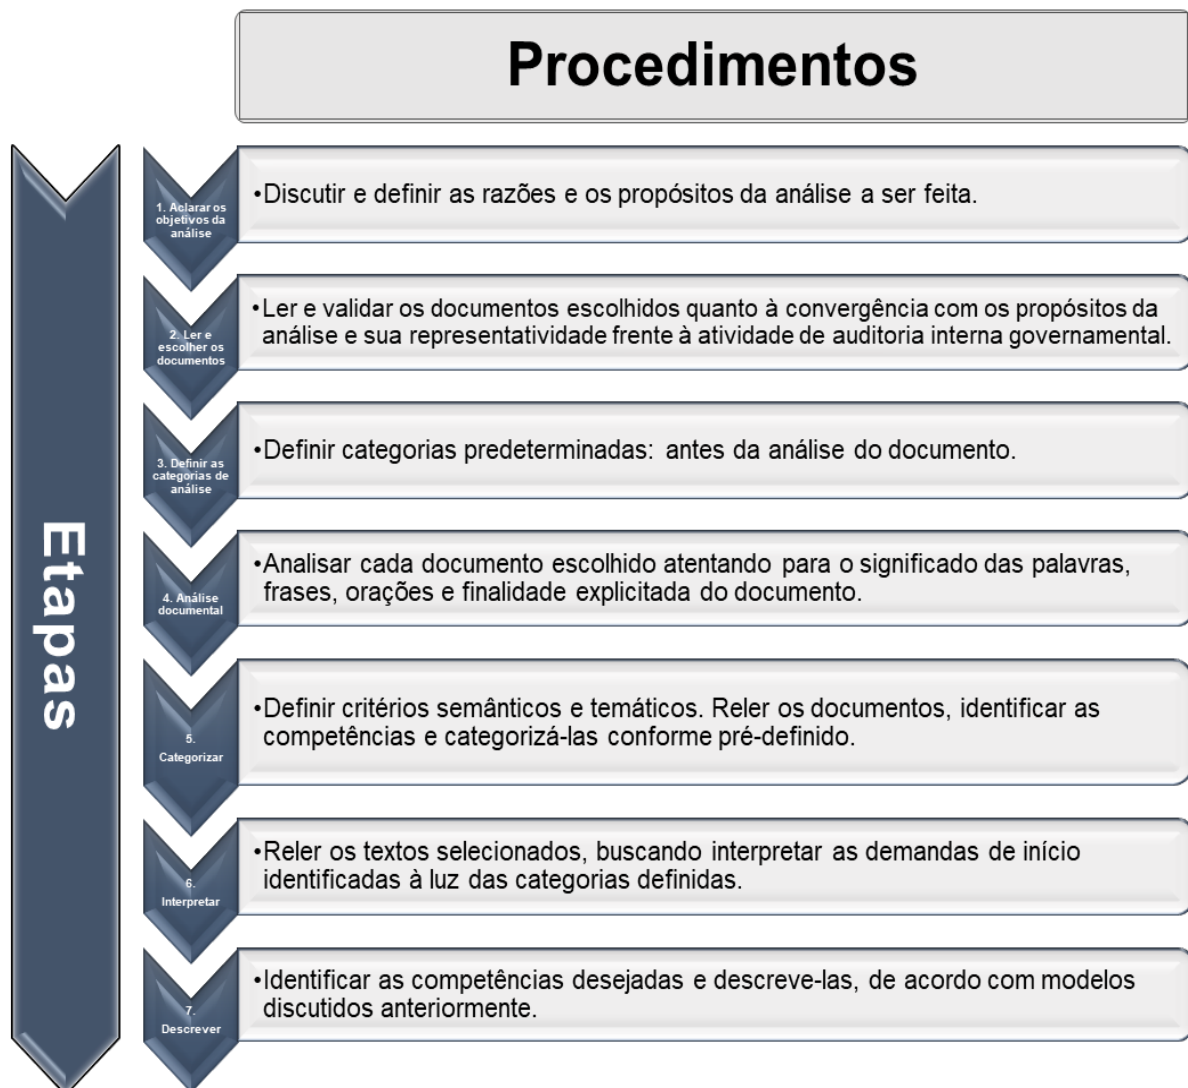 Procedimentos
Etapas
1. Aclarar os
objetivos da
análise
•Discutir e definir as razões e os propósitos da análise a ser feita.
2. Ler e
escolher os
documentos
•Ler e validar os documentos escolhidos quanto à convergência com os propósitos da
análise e sua representatividade frente à atividade de auditoria interna governamental.
3. Definir as
categorias de
análise
•Definir categorias predeterminadas: antes da análise do documento.
4. Análise
documental
•Analisar cada documento escolhido atentando para o significado das palavras,
frases, orações e finalidade explicitada do documento.
5.
Categorizar
•Definir critérios semânticos e temáticos. Reler os documentos, identificar as
competências e categorizá-las conforme pré-definido.
6.
Interpretar
•Reler os textos selecionados, buscando interpretar as demandas de início
identificadas à luz das categorias definidas.
7.
Descrever
•Identificar as competências desejadas e descreve-las, de acordo com modelos
discutidos anteriormente.